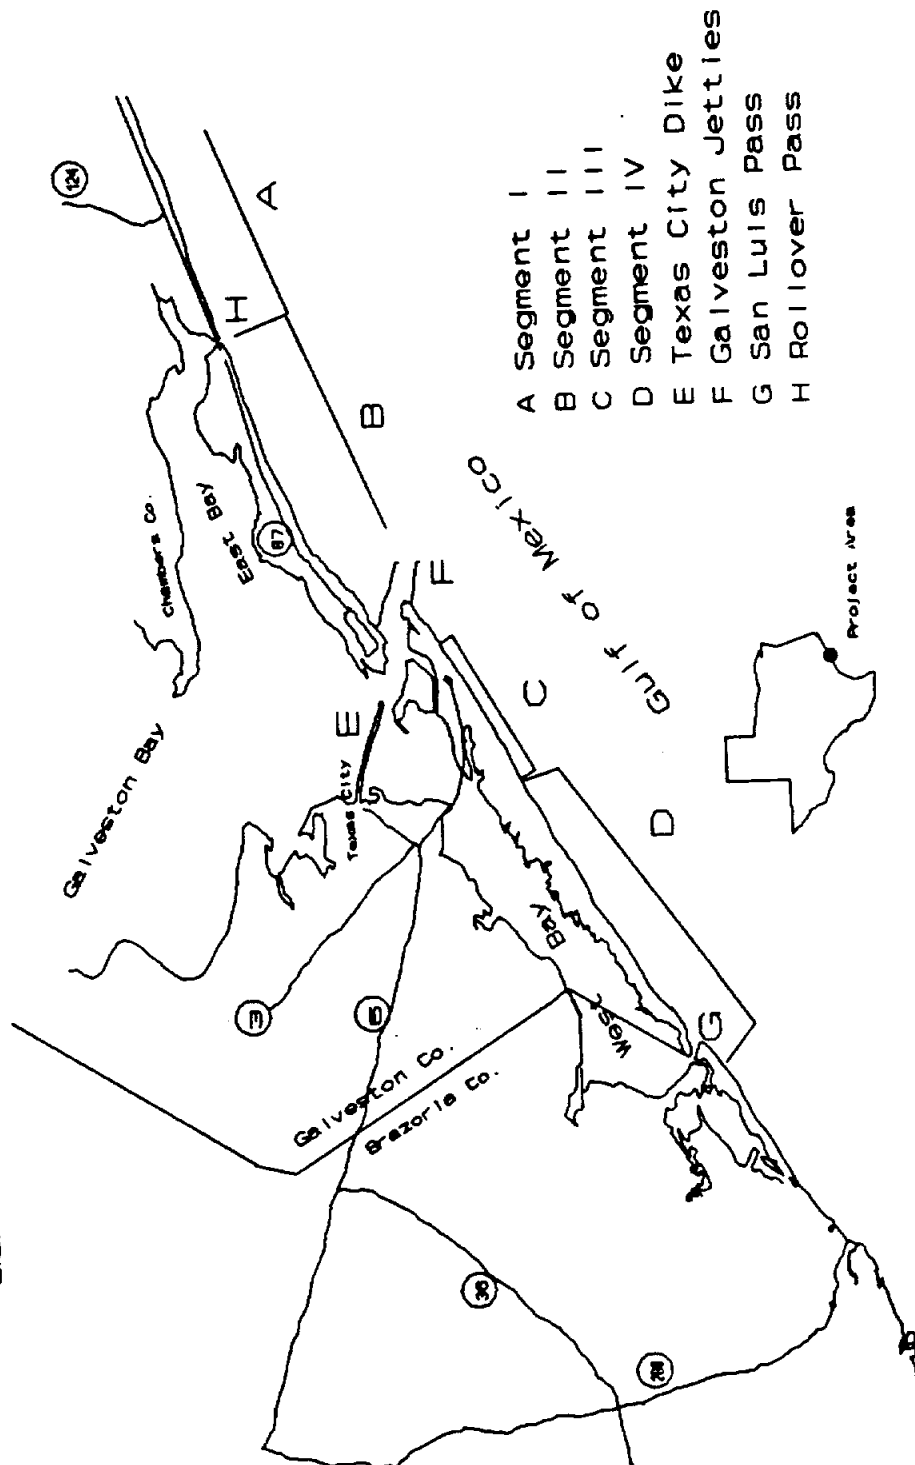 124
A
H
B
Chambers Co.
East Bay
87
F
Galveston Bay
E
Texas City
C
Gulf of Mexico
D
3
West Bay
G
Galveston Co.
Brazoria Co.
Project Area
A Segment I
B Segment II
C Segment III
D Segment IV
E Texas City Dike
F Galveston Jetties
G San Luis Pass
H Rollover Pass